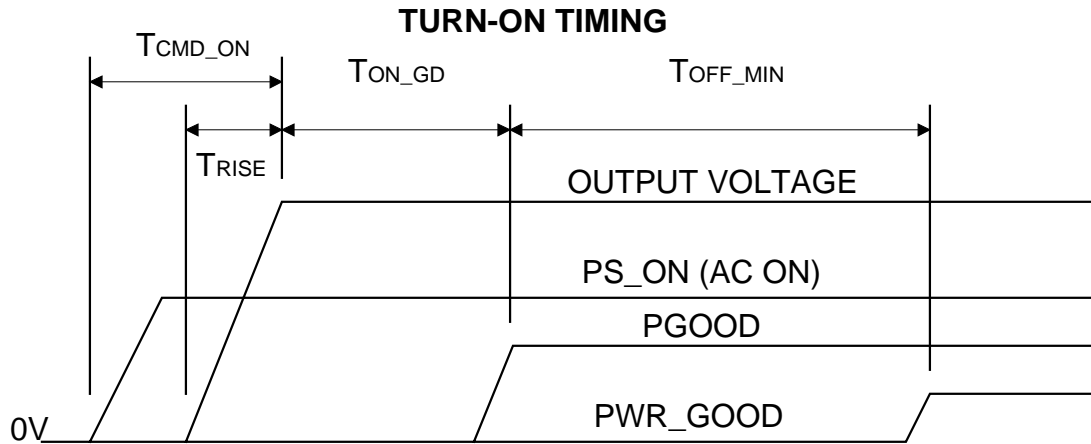 TURN-ON TIMING
TCMD_ON
TON_GD
TOFF_MIN
TRISE
OUTPUT VOLTAGE
PS_ON (AC ON)
PGOOD
PWR_GOOD
0V